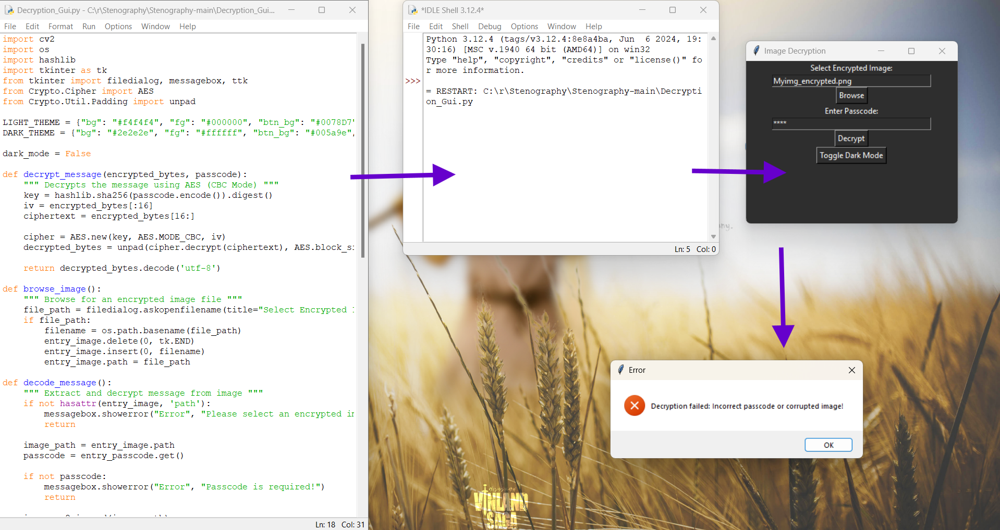 Decryption_Gui.py - C:\r\Stenography\Stenography-main\Decryption_Gui...
File Edit Format Run Options Window Help
import cv2
import os
import hashlib
import tkinter as tk
from tkinter import filedialog, messagebox, ttk
from Crypto.Cipher import AES
from Crypto.Util.Padding import unpad
LIGHT_THEME = {"bg": "#f4f4f4", "fg": "#000000", "btn_bg": "#0078D7"
DARK_THEME = {"bg": "#2e2e2e", "fg": "#ffffff", "btn_bg": "#005a9e",
dark_mode = False
def decrypt_message(encrypted_bytes, passcode):
""" Decrypts the message using AES (CBC Mode) """
key = hashlib.sha256(passcode.encode()).digest()
iv = encrypted_bytes[:16]
ciphertext = encrypted_bytes[16:]
cipher = AES.new(key, AES.MODE_CBC, iv)
decrypted_bytes = unpad(cipher.decrypt(ciphertext), AES.block_si
return decrypted_bytes.decode('utf-8')
def browse_image():
""" Browse for an encrypted image file """
file_path = filedialog.askopenfilename(title="Select Encrypted I
if file_path:
filename = os.path.basename(file_path)
entry_image.delete(0, tk.END)
entry_image.insert(0, filename)
entry_image.path = file_path
def decode_message():
""" Extract and decrypt message from image """
if not hasattr(entry_image, 'path'):
messagebox.showerror("Error", "Please select an encrypted im
return
image_path = entry_image.path
passcode = entry_passcode.get()
if not passcode:
messagebox.showerror("Error", "Passcode is required!")
return
Ln: 18 Col: 31
*IDLE Shell 3.12.4*
File Edit Shell Debug Options Window Help
Python 3.12.4 (tags/v3.12.4:8e8a4ba, Jun  6 2024, 19:
30:16) [MSC v.1940 64 bit (AMD64)] on win32
Type "help", "copyright", "credits" or "license()" fo
r more information.
>>>
= RESTART: C:\r\Stenography\Stenography-main\Decrypti
on_Gui.py
Ln: 5 Col: 0
Image Decryption
Select Encrypted Image:
Myimg_encrypted.png
Browse
Enter Passcode:
****
Decrypt
Toggle Dark Mode
Error
Decryption failed: Incorrect passcode or corrupted image!
OK
ヴィンランド・サガ
VINLAND
SAGA